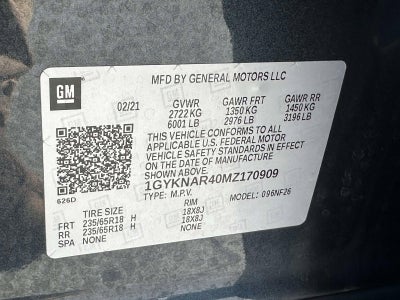 GM
MFD BY GENERAL MOTORS LLC
02/21 GVWR GAWR FRT GAWR RR
2722 KG 1350 KG 1450 KG
6001 LB 2976 LB 3196 LB
THIS VEHICLE CONFORMS TO ALL
APPLICABLE U.S. FEDERAL MOTOR
VEHICLE SAFETY STANDARDS IN EFFECT
ON THE DATE OF MANUFACTURE
SHOWN ABOVE.
1GYKNAR40MZ170909
TYPE: M.P.V. MODEL: 096NF26
626D
TIRE SIZE RIM
FRT 235/65R18 H 18X8J
RR 235/65R18 H 18X8J
SPA NONE NONE